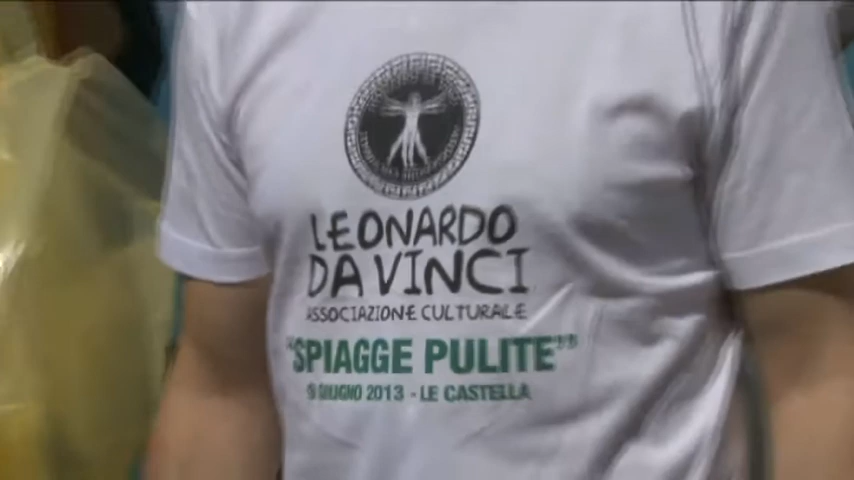 LEONARDO
DA VINCI
ASSOCIAZIONE CULTURALE
"SPIAGGE PULITE"
GIUGNO 2013 - LE CASTELLA